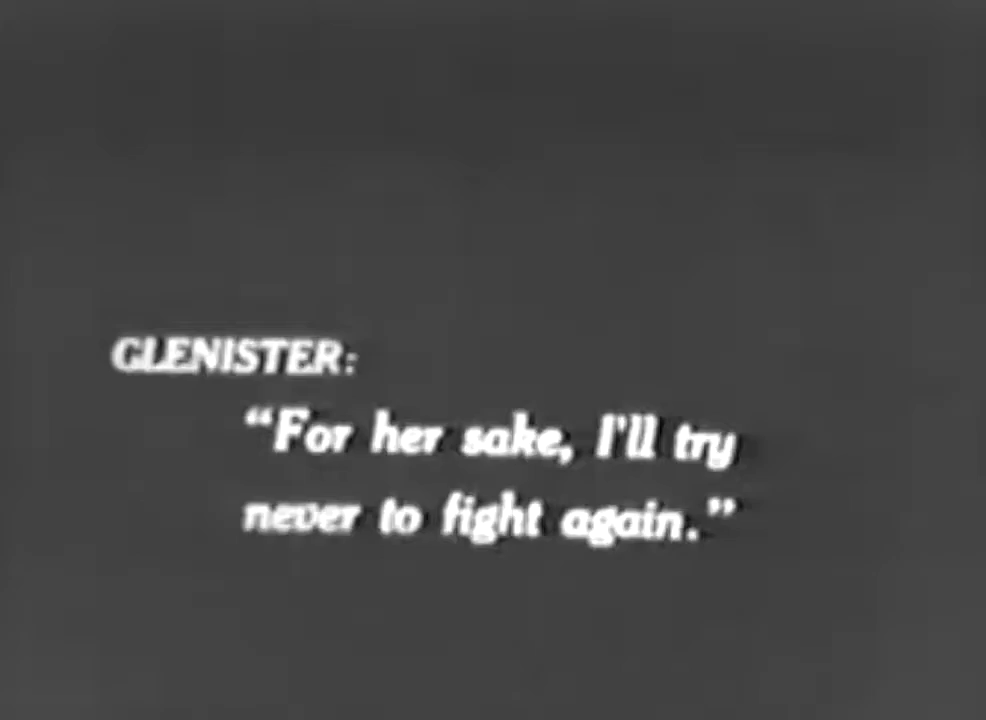 GLENISTER:
“For her sake, I'll try
never to fight again.”